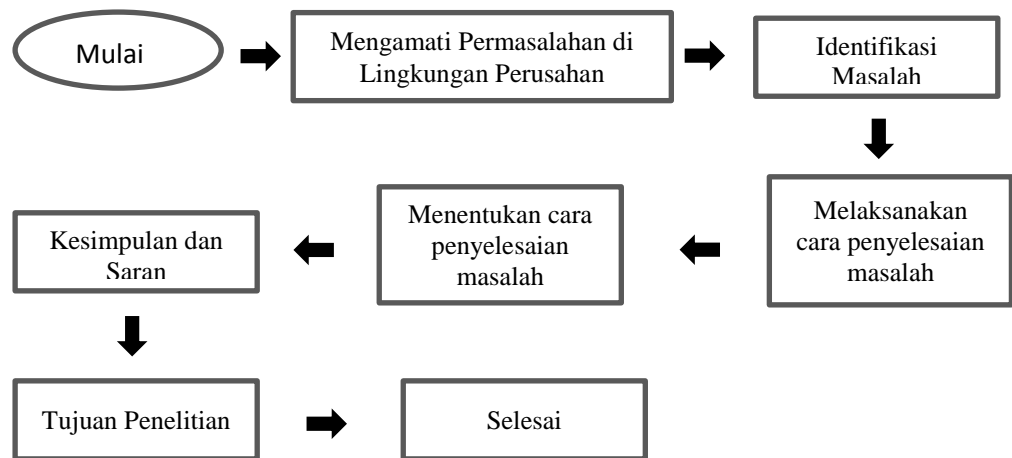 Mulai
Mengamati Permasalahan di
Lingkungan Perusahan
Identifikasi
Masalah
Melaksanakan
cara penyelesaian
masalah
Menentukan cara
penyelesaian
masalah
Kesimpulan dan
Saran
Tujuan Penelitian
Selesai